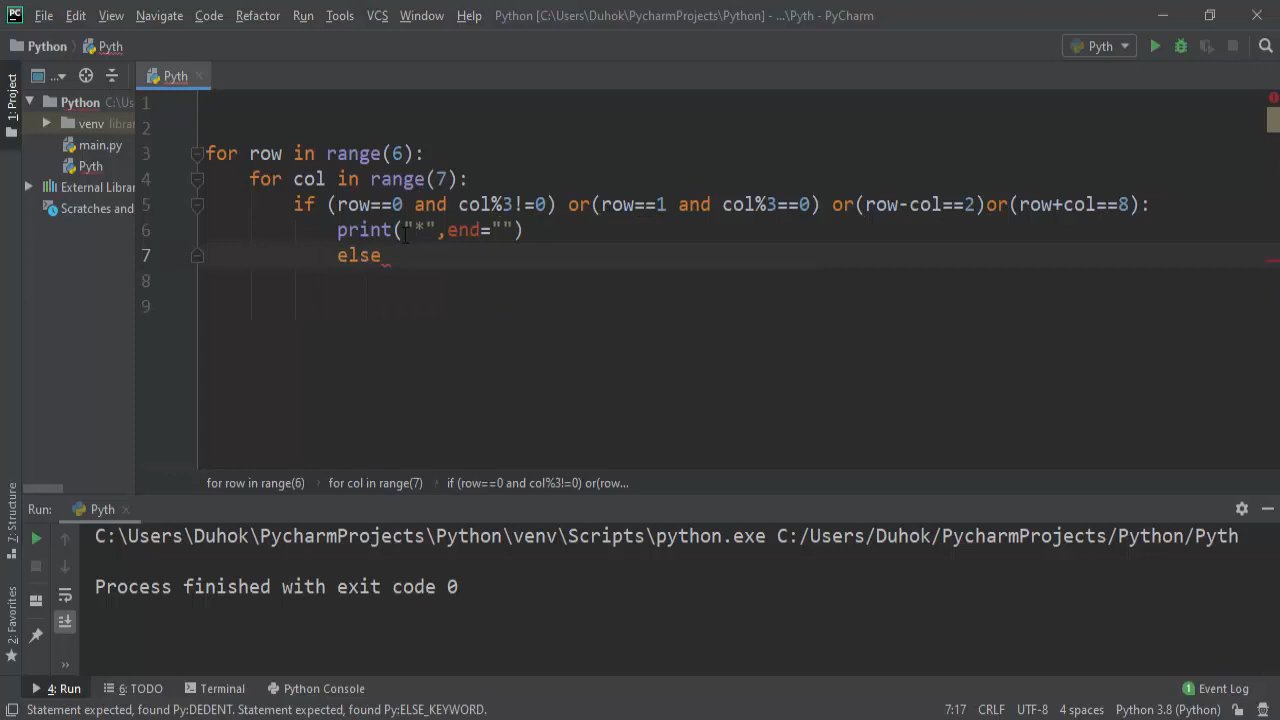 PC File Edit View Navigate Code Refactor Run Tools VCS Window Help Python [C:\Users\Duhok\PycharmProjects\Python] - ...\Pyth - PyCharm
Python Pyth Pyth
1: Project ... Pyth
Python C:\Us
venv libra
main.py
Pyth
External Libra
Scratches and
1
2
3 for row in range(6):
4 for col in range(7):
5 if (row==0 and col%3!=0) or(row==1 and col%3==0) or(row-col==2)or(row+col==8):
6 print("*",end="")
7 else
8
9
for row in range(6) for col in range(7) if (row==0 and col%3!=0) or(row...
Z: Structure
2: Favorites
Run: Pyth
C:\Users\Duhok\PycharmProjects\Python\venv\Scripts\python.exe C:/Users/Duhok/PycharmProjects/Python/Pyth
Process finished with exit code 0
4: Run 6: TODO Terminal Python Console 1 Event Log
Statement expected, found Py:DEDENT. Statement expected, found Py:ELSE_KEYWORD. 7:17 CRLF UTF-8 4 spaces Python 3.8 (Python)